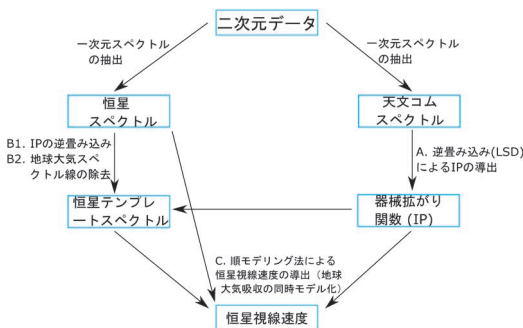 二次元データ
一次元スペクトル
の抽出
一次元スペクトル
の抽出
恒星
スペクトル
天文コム
スペクトル
B1. IPの逆畳み込み
B2. 地球大気スペ
クトル線の除去
A. 逆畳み込み(LSD)
によるIPの導出
恒星テンプレ
ートスペクトル
器械拡がり
関数 (IP)
C. 順モデリング法による
恒星視線速度の導出（地球
大気吸収の同時モデル化）
恒星視線速度